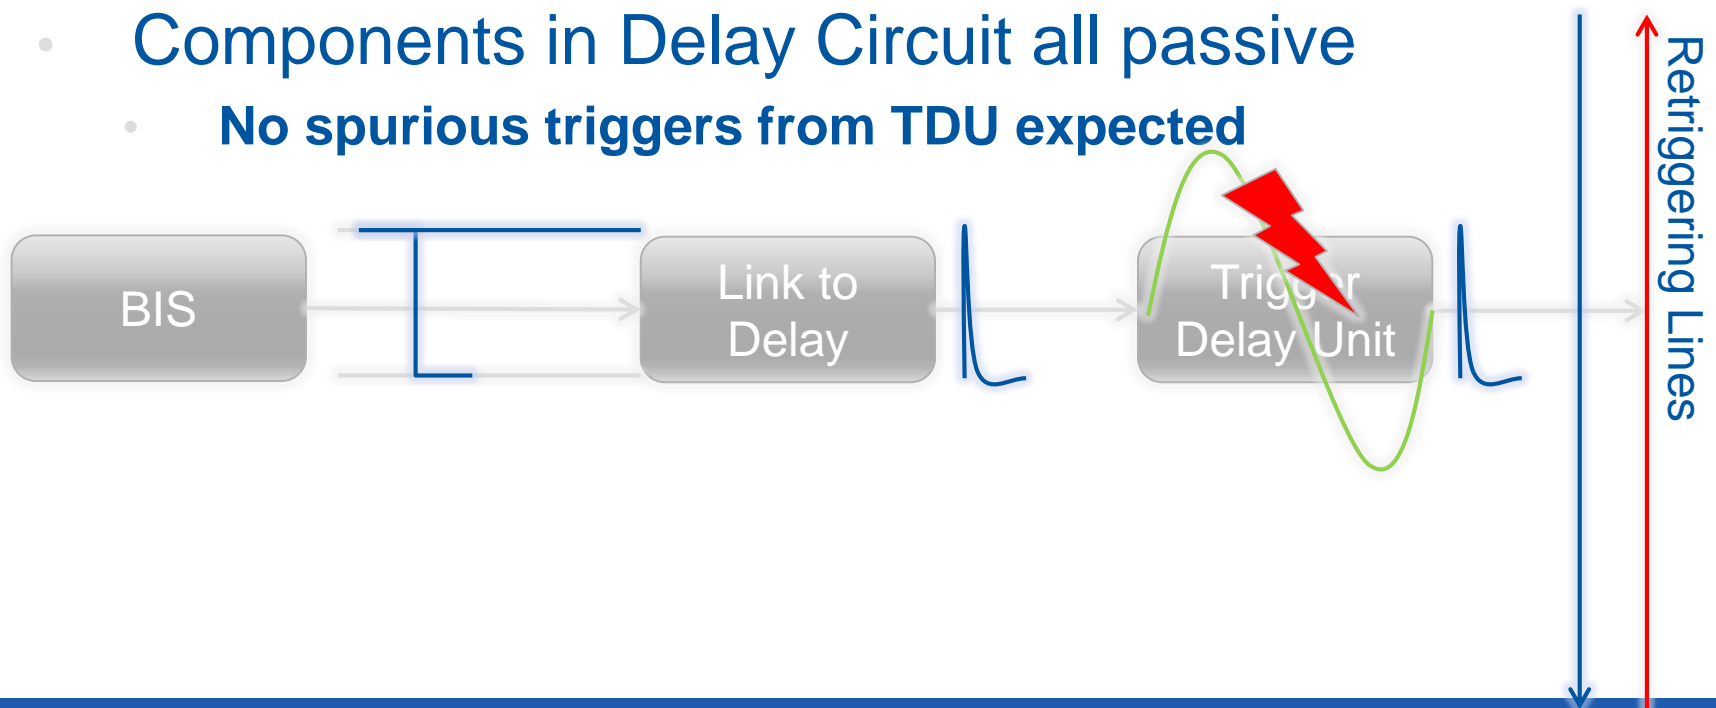 Components in Delay Circuit all passive
No spurious triggers from TDU expected
BIS
Link to
Delay
Trigger
Delay Unit
Retriggering Lines